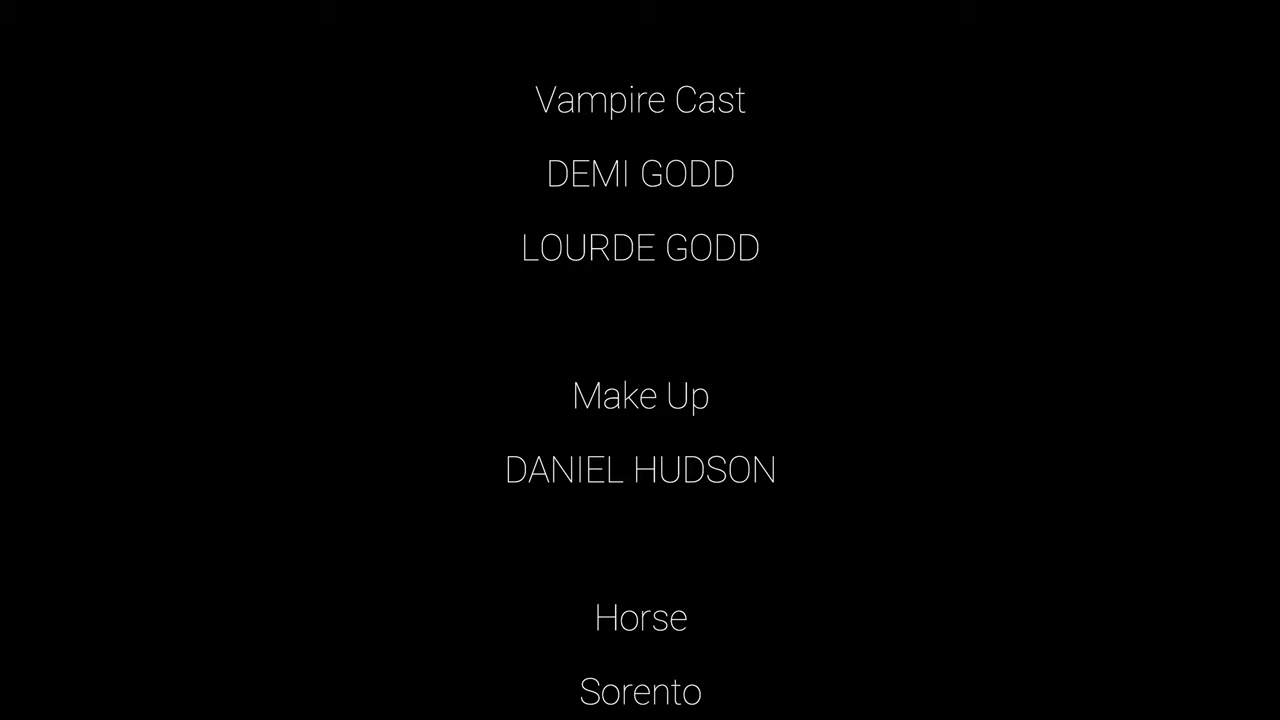 Vampire Cast
DEMI GODD
LOURDE GODD
Make Up
DANIEL HUDSON
Horse
Sorento